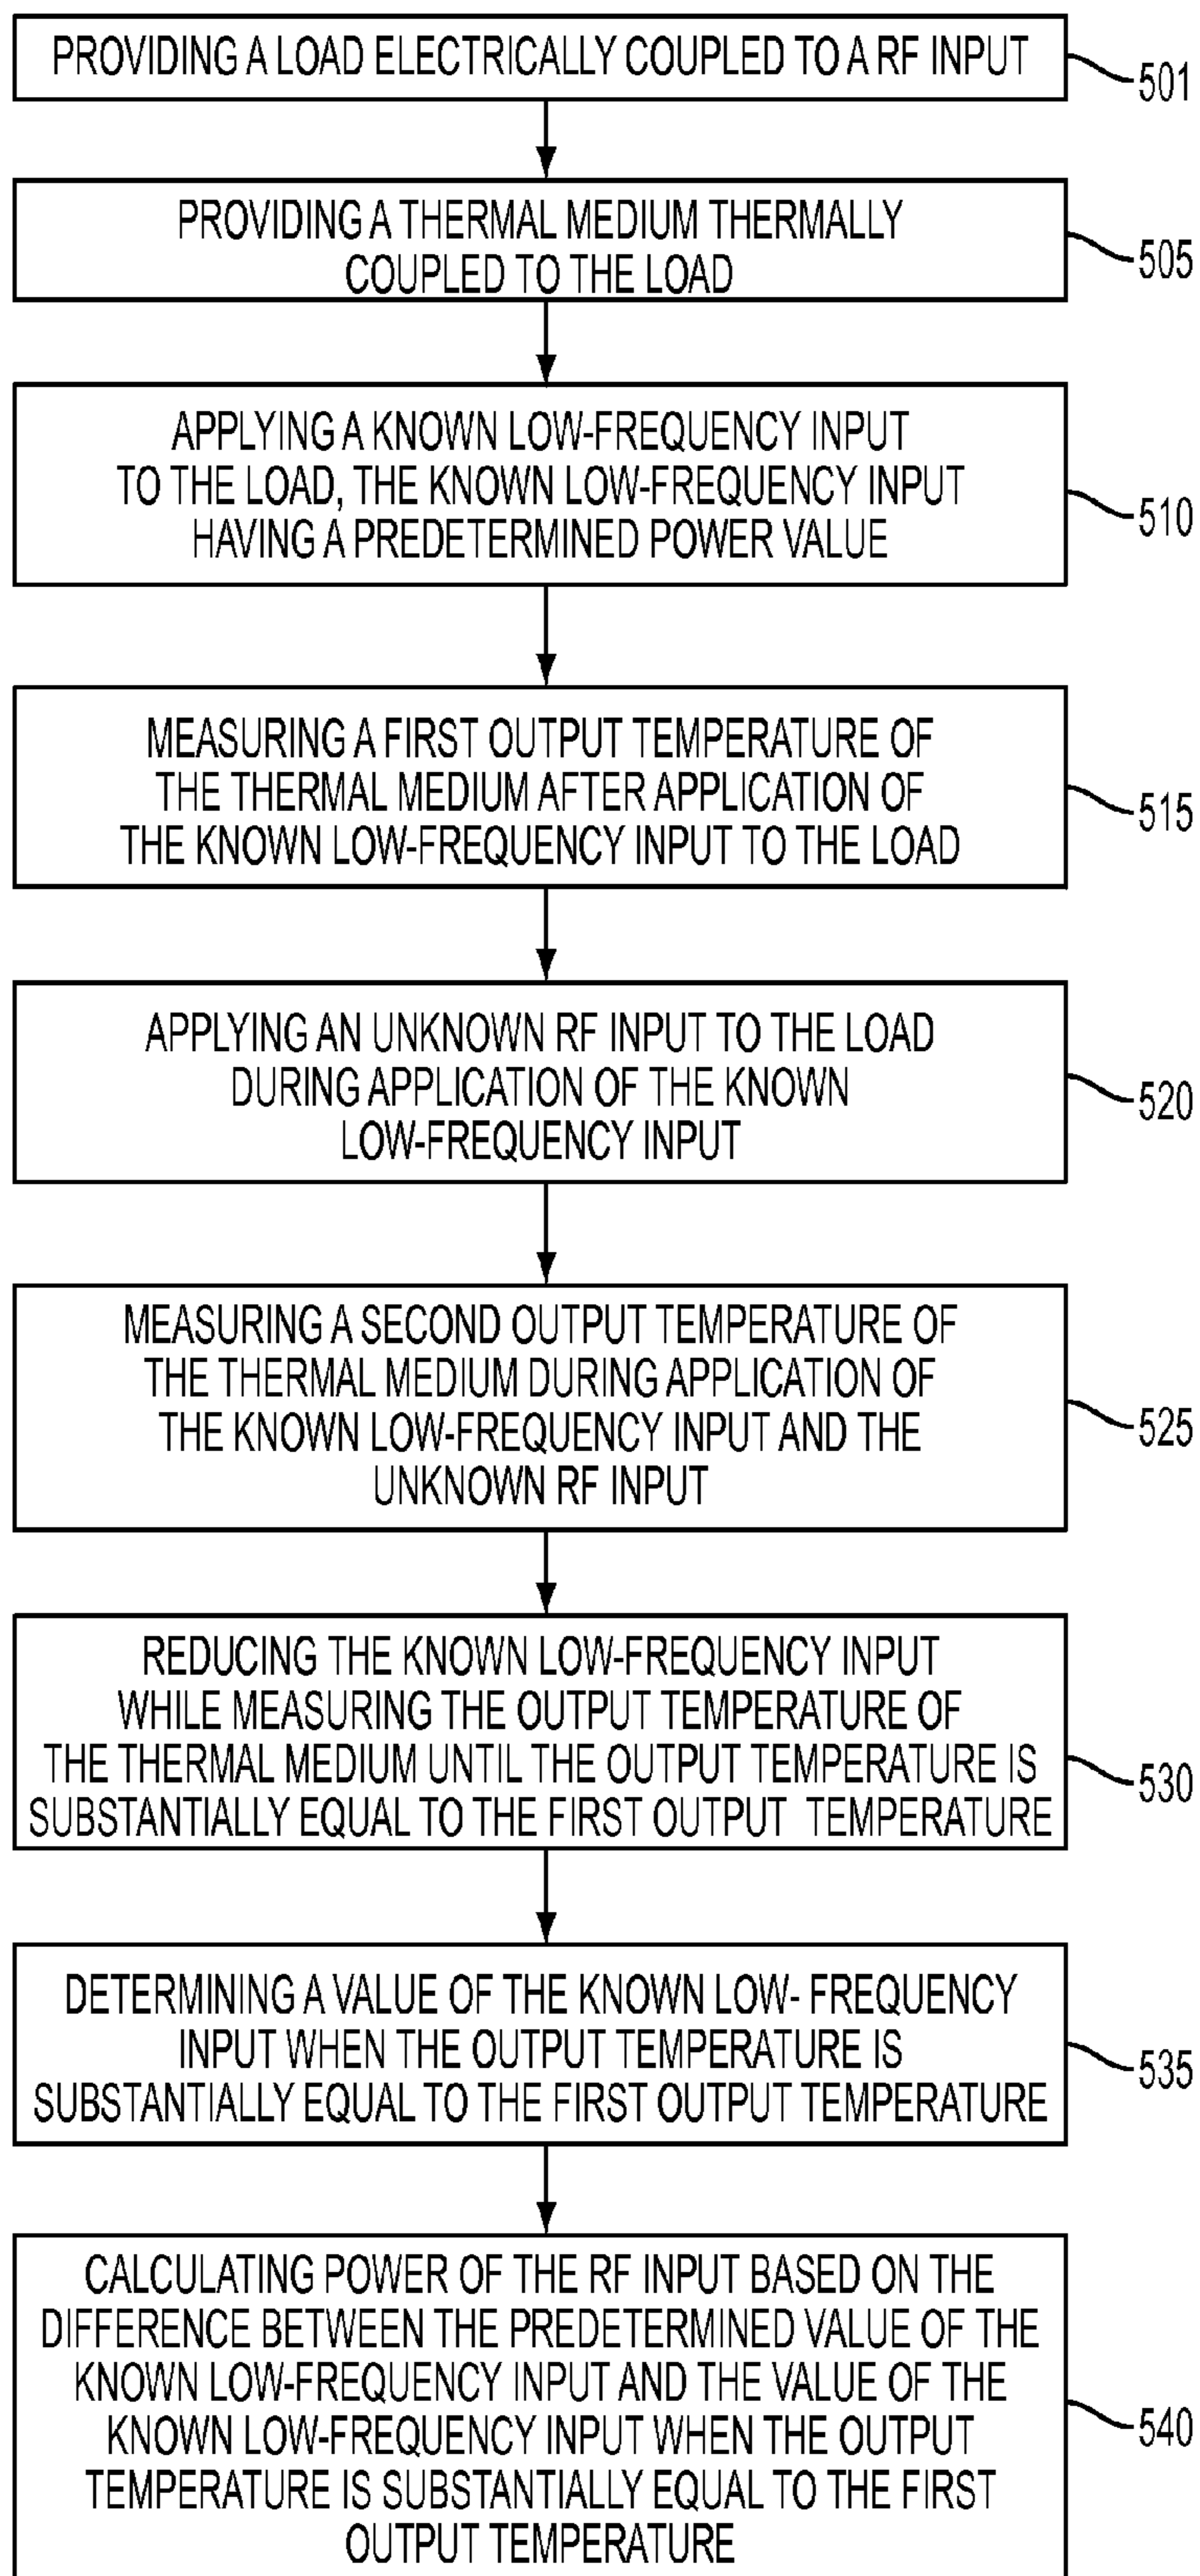 PROVIDING A LOAD ELECTRICALLY COUPLED TO A RF INPUT
501
PROVIDING A THERMAL MEDIUM THERMALLY
COUPLED TO THE LOAD
505
APPLYING A KNOWN LOW-FREQUENCY INPUT
TO THE LOAD, THE KNOWN LOW-FREQUENCY INPUT
HAVING A PREDETERMINED POWER VALUE
510
MEASURING A FIRST OUTPUT TEMPERATURE OF
THE THERMAL MEDIUM AFTER APPLICATION OF
THE KNOWN LOW-FREQUENCY INPUT TO THE LOAD
515
APPLYING AN UNKNOWN RF INPUT TO THE LOAD
DURING APPLICATION OF THE KNOWN
LOW-FREQUENCY INPUT
520
MEASURING A SECOND OUTPUT TEMPERATURE OF
THE THERMAL MEDIUM DURING APPLICATION OF
THE KNOWN LOW-FREQUENCY INPUT AND THE
UNKNOWN RF INPUT
525
REDUCING THE KNOWN LOW-FREQUENCY INPUT
WHILE MEASURING THE OUTPUT TEMPERATURE OF
THE THERMAL MEDIUM UNTIL THE OUTPUT TEMPERATURE IS
SUBSTANTIALLY EQUAL TO THE FIRST OUTPUT TEMPERATURE
530
DETERMINING A VALUE OF THE KNOWN LOW- FREQUENCY
INPUT WHEN THE OUTPUT TEMPERATURE IS
SUBSTANTIALLY EQUAL TO THE FIRST OUTPUT TEMPERATURE
535
CALCULATING POWER OF THE RF INPUT BASED ON THE
DIFFERENCE BETWEEN THE PREDETERMINED VALUE OF THE
KNOWN LOW-FREQUENCY INPUT AND THE VALUE OF THE
KNOWN LOW-FREQUENCY INPUT WHEN THE OUTPUT
TEMPERATURE IS SUBSTANTIALLY EQUAL TO THE FIRST
OUTPUT TEMPERATURE
540